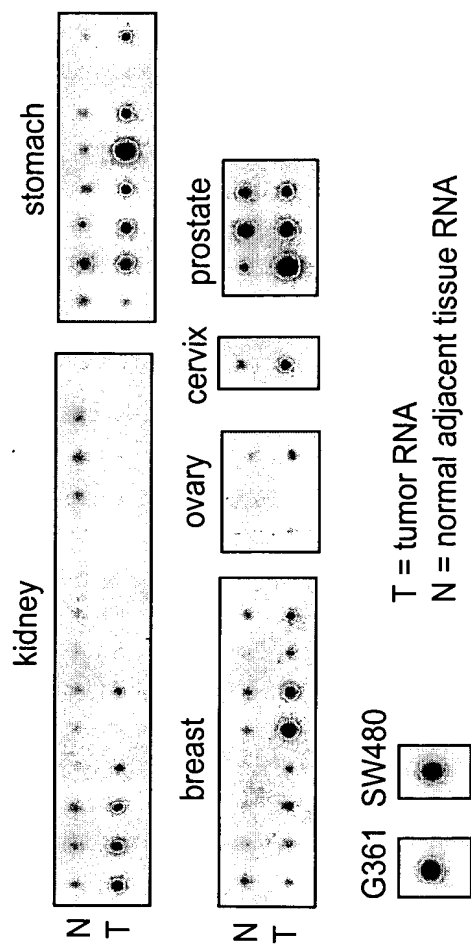 kidney
stomach
N
T
breast
ovary
cervix
prostate
N
T
G361
SW480
T = tumor RNA
N = normal adjacent tissue RNA